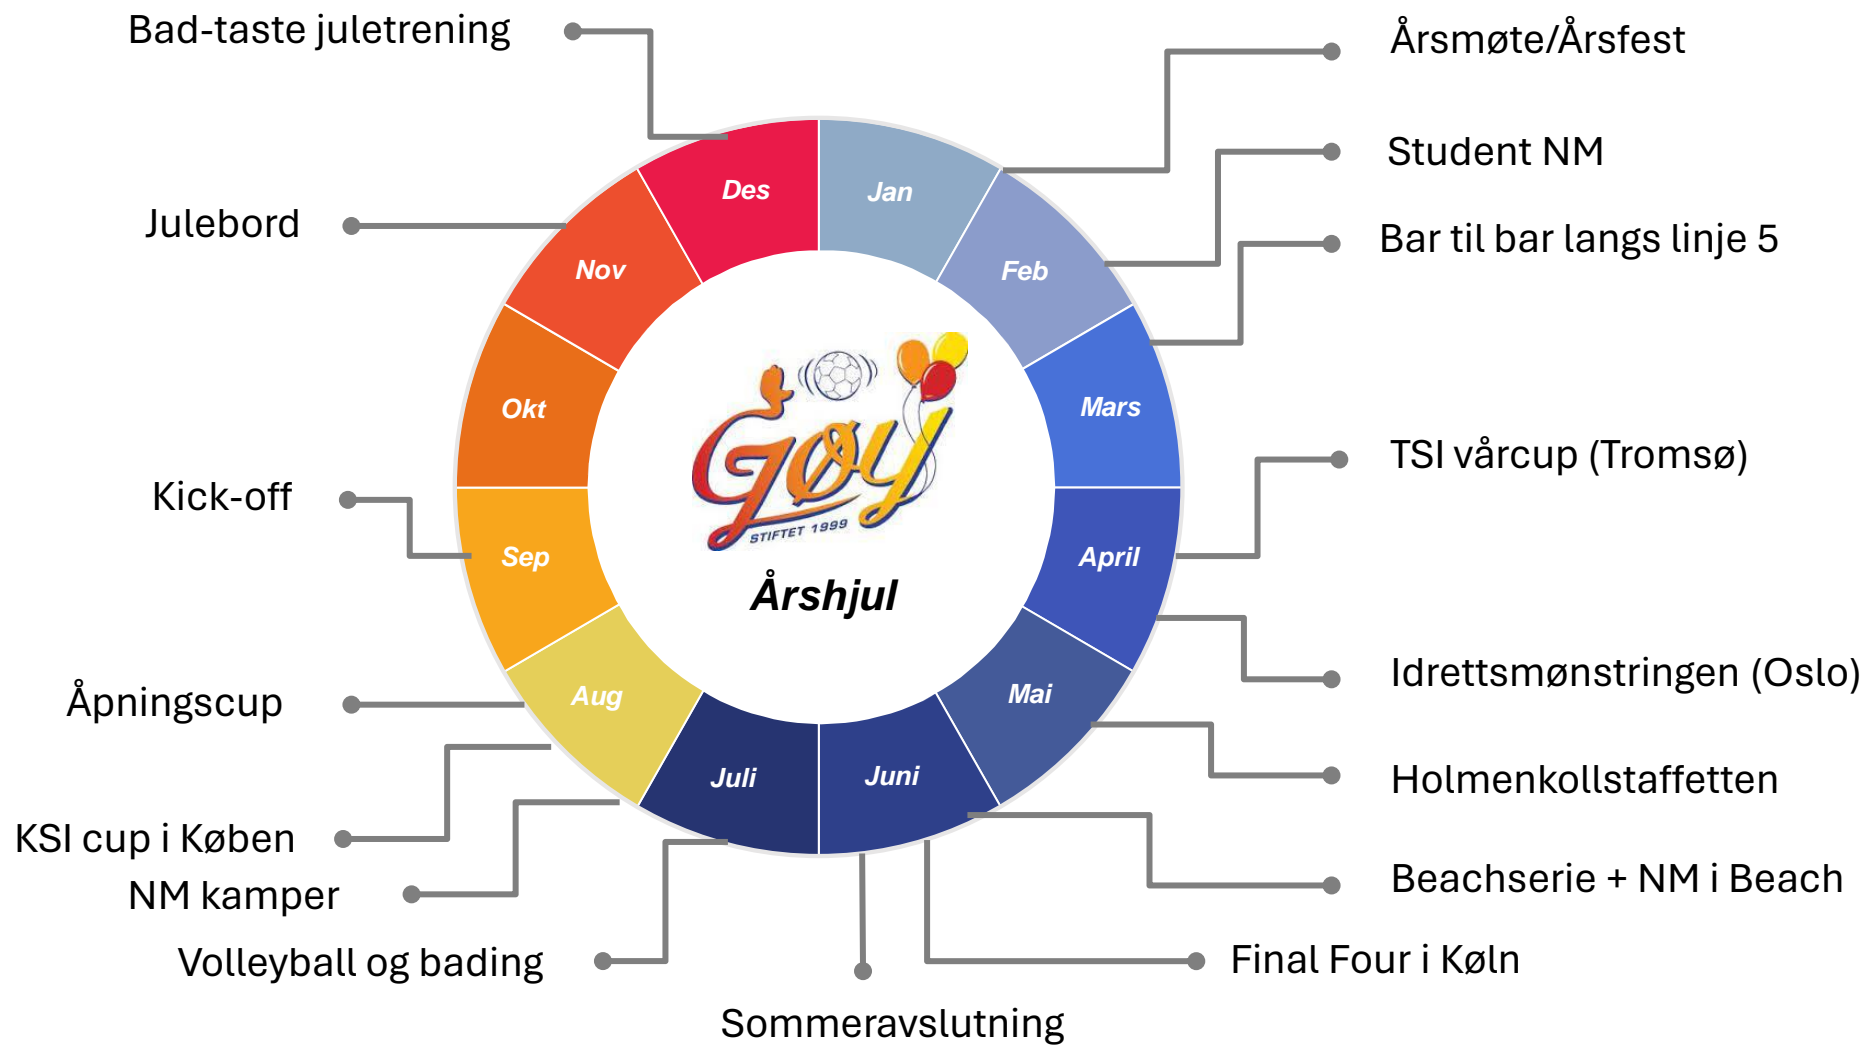 Bad-taste juletrening
Årsmøte/Årsfest
Student NM
Bar til bar langs linje 5
TSI vårcup (Tromsø)
Idrettsmønstringen (Oslo)
Holmenkollstaffetten
Beachserie + NM i Beach
Final Four i Køln
Sommeravslutning
Volleyball og bading
NM kamper
KSI cup i Køben
Åpningscup
Kick-off
Julebord
Jan
Feb
Mars
April
Mai
Juni
Juli
Aug
Sep
Okt
Nov
Des
Gøy
STIFTET 1999
Årshjul